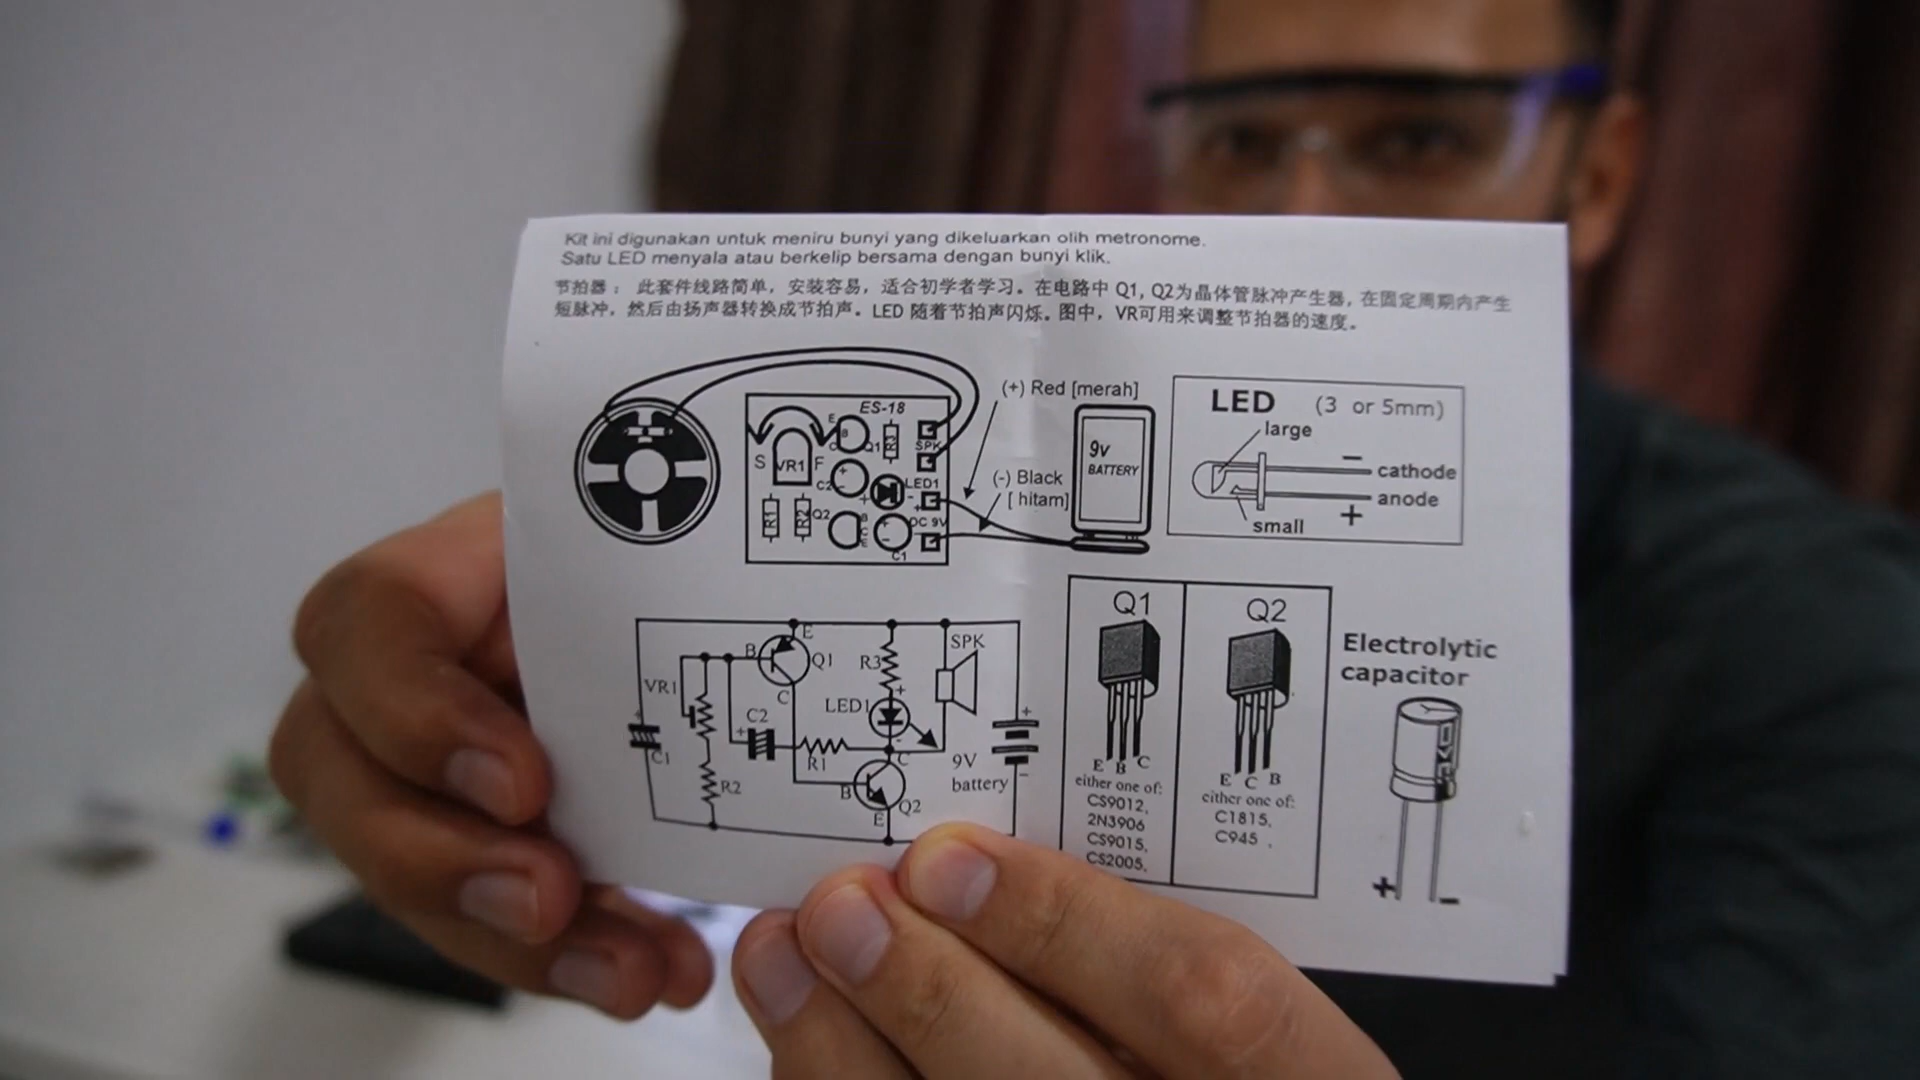 Kit ini digunakan untuk meniru bunyi yang dikeluarkan olih metronome.
Satu LED menyala atau berkelip bersama dengan bunyi klik.
节拍器： 此套件线路简单，安装容易，适合初学者学习。在电路中 Q1, Q2为晶体管脉冲产生器, 在固定周期内产生
短脉冲，然后由扬声器转换成节拍声。LED 随着节拍声闪烁。图中，VR可用来调整节拍器的速度。
ES-18
E
B
C
Q1
R3
SPK
S
VR1
F
C2
+
-
LED1
+
-
+
R1
R2
Q2
B
C
E
+
-
DC 9V
C1
(+) Red [merah]
(-) Black
[ hitam]
9v
BATTERY
LED (3 or 5mm)
large
− cathode
anode
+
small
E
B
Q1
C
VR1
C2
+
R1
R2
+
C1
R3
+
LED1
-
C
B
Q2
E
SPK
+
9V
battery
−
Q1
E B C
either one of:
CS9012,
2N3906
CS9015,
CS2005,
Q2
E C B
either one of:
C1815,
C945 ,
Electrolytic
capacitor
+ −